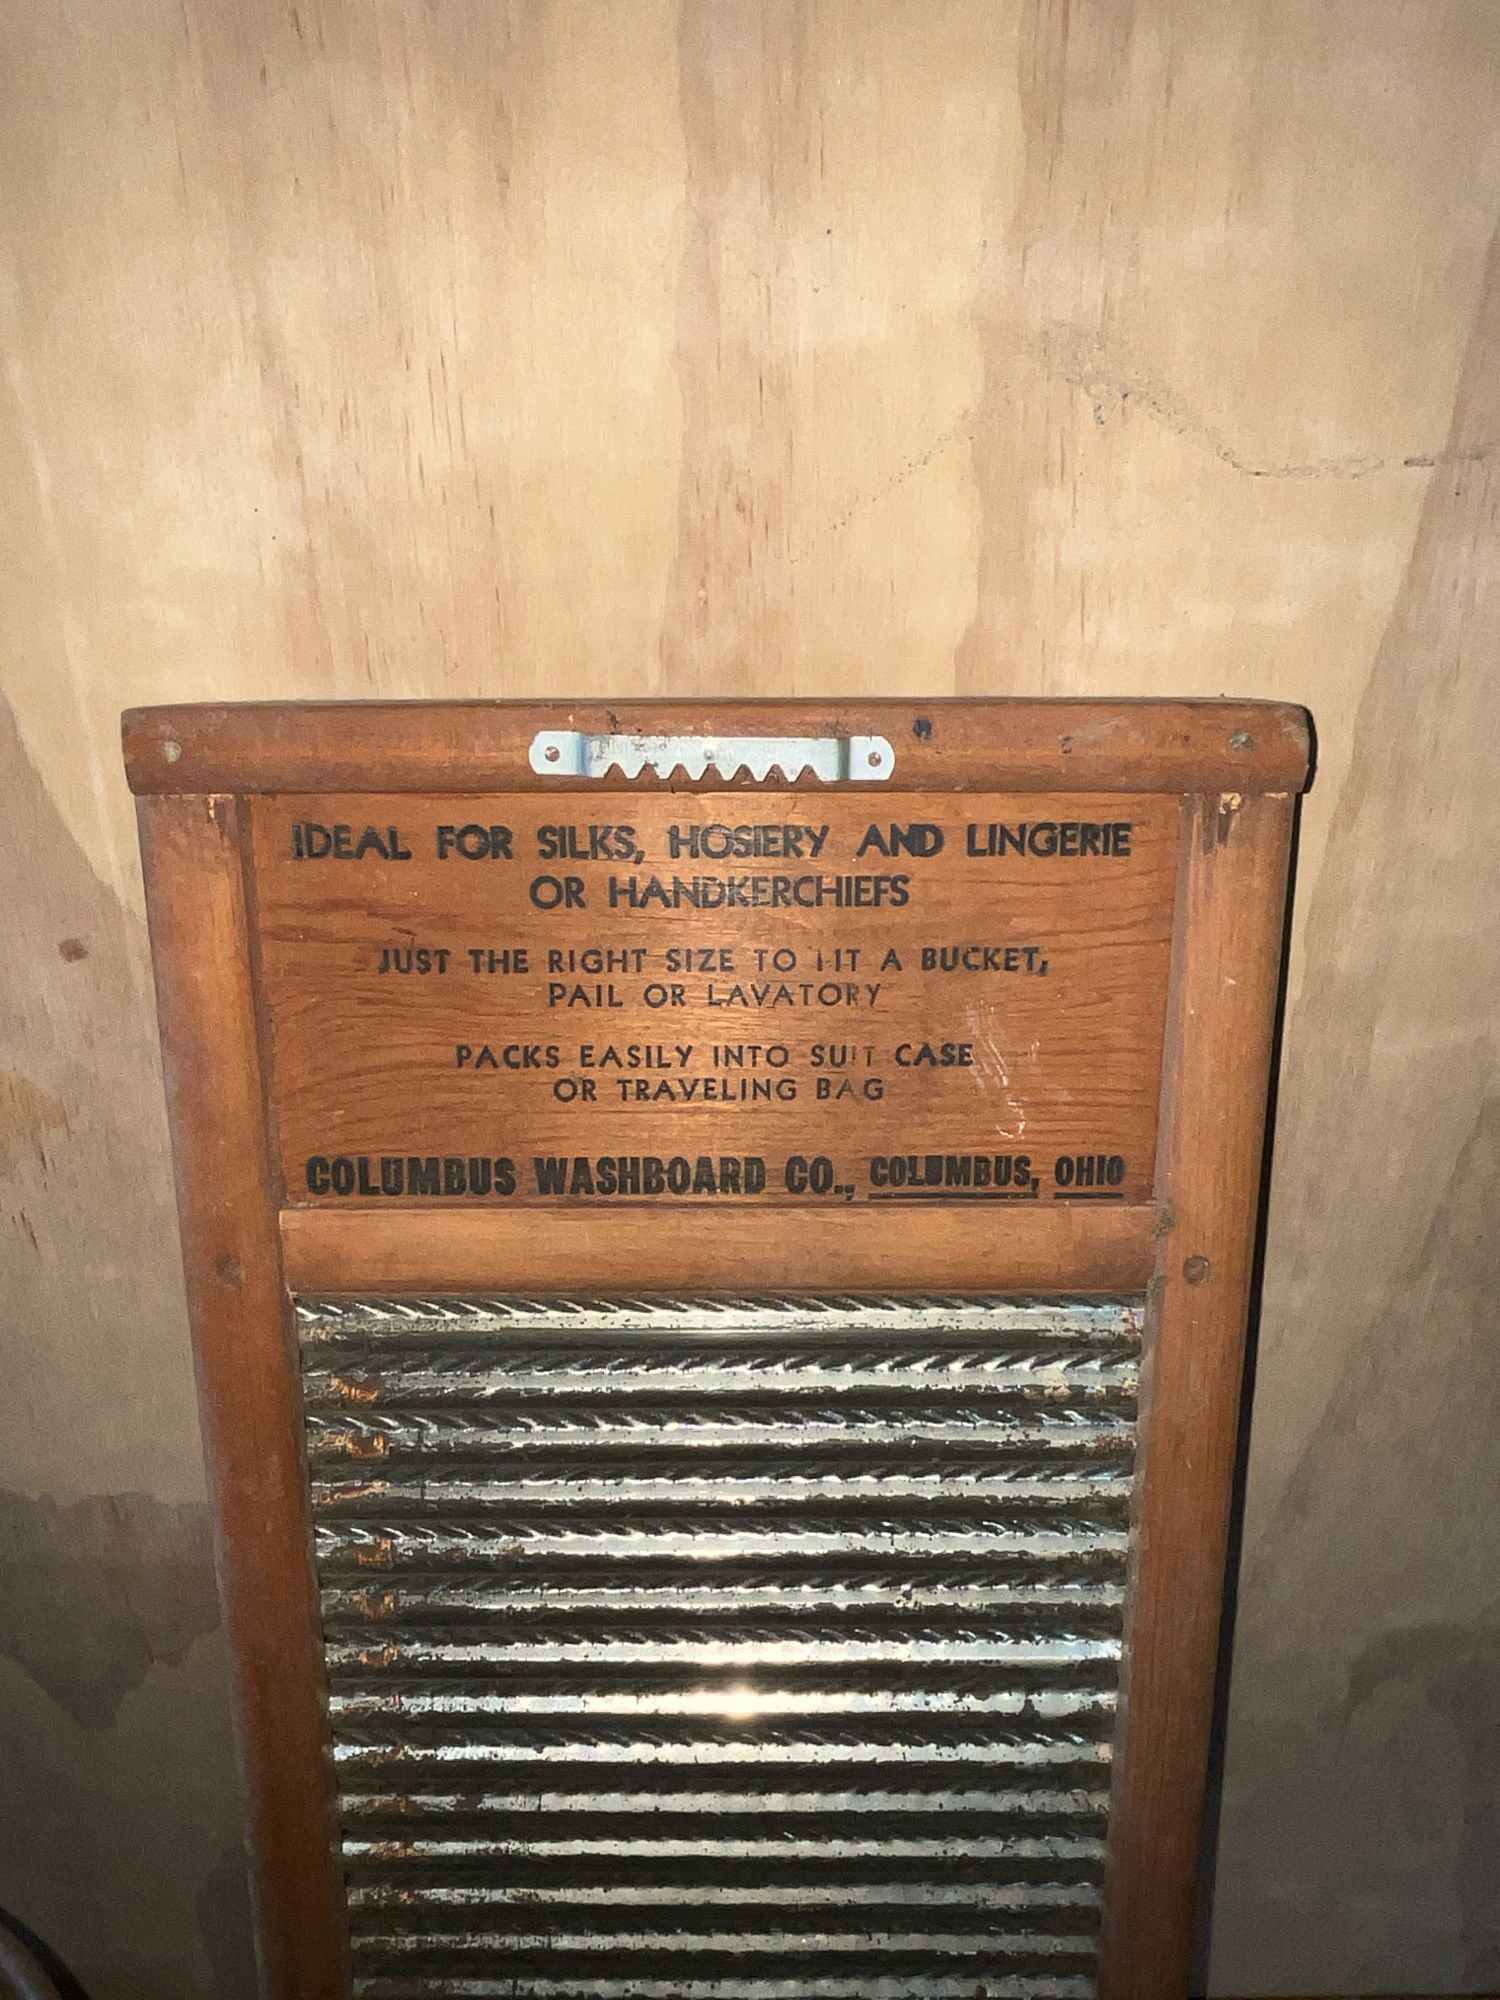 IDEAL FOR SILKS, HOSIERY AND LINGERIE
OR HANDKERCHIEFS
JUST THE RIGHT SIZE TO FIT A BUCKET,
PAIL OR LAVATORY
PACKS EASILY INTO SUIT CASE
OR TRAVELING BAG
COLUMBUS WASHBOARD CO., COLUMBUS, OHIO